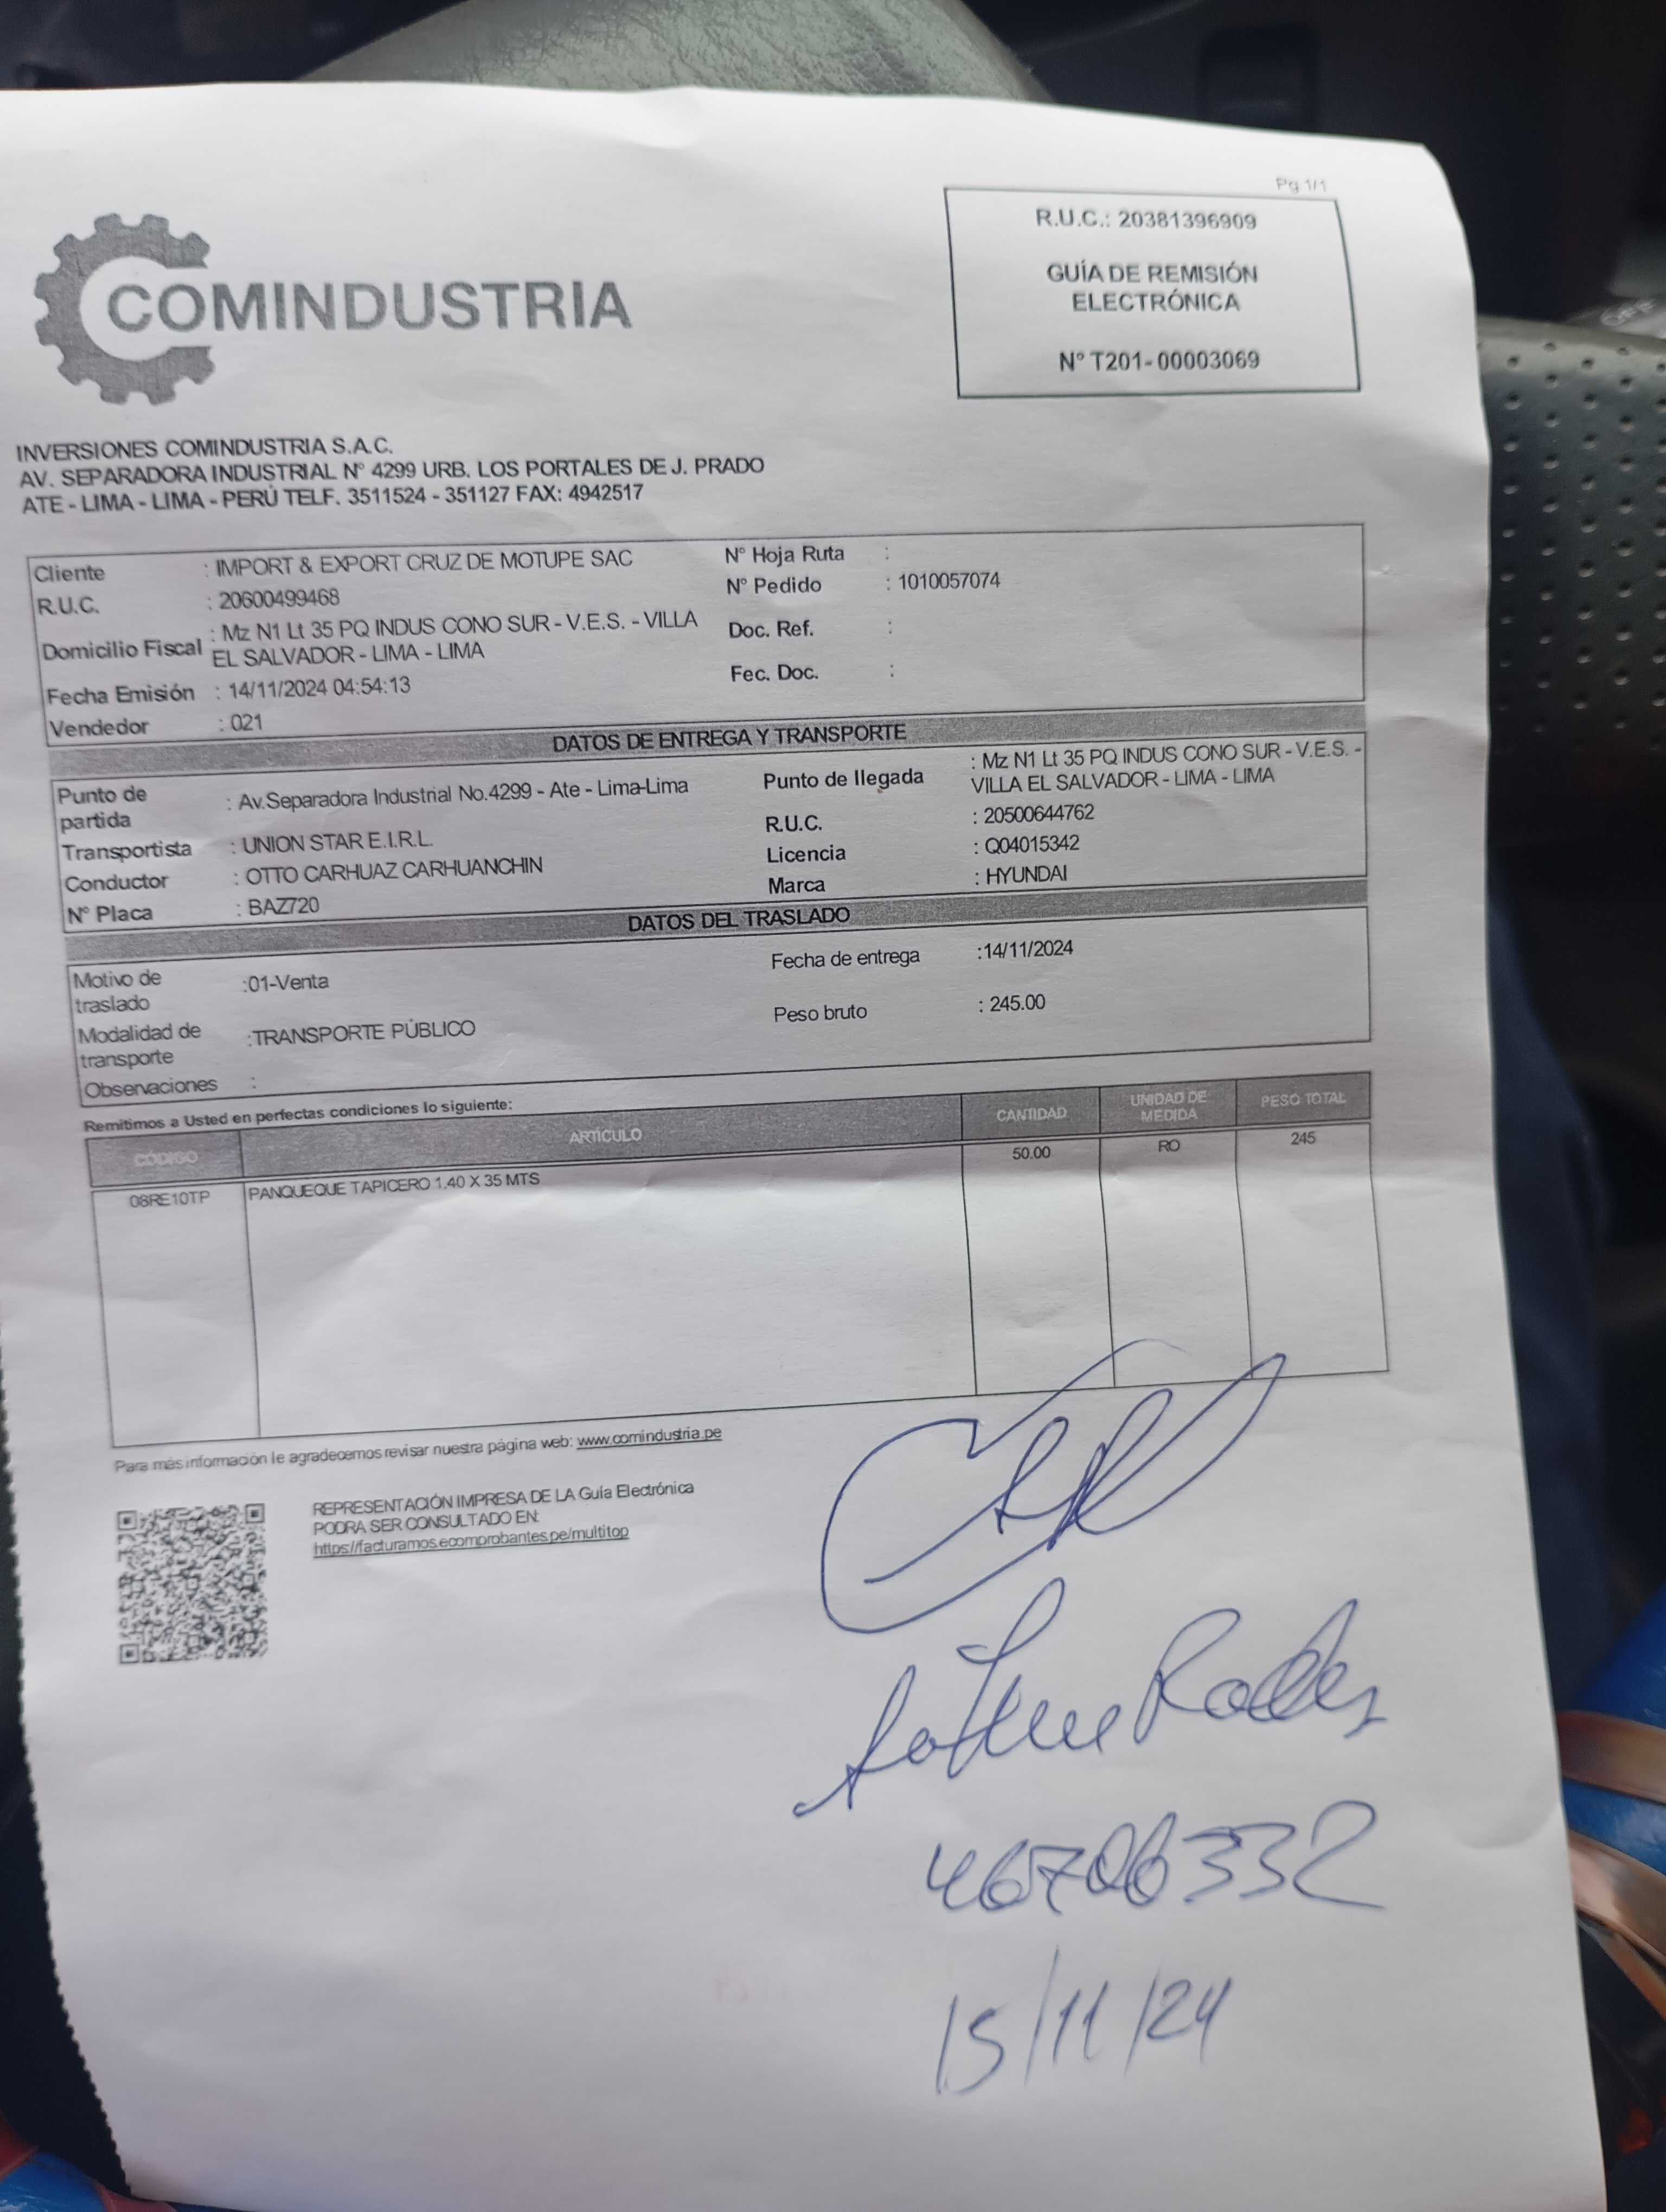 Pg 1/1
R.U.C.: 20381396909
GUÍA DE REMISIÓN
ELECTRÓNICA
N° T201-00003069
COMINDUSTRIA
INVERSIONES COMINDUSTRIA S.A.C.
AV. SEPARADORA INDUSTRIAL N° 4299 URB. LOS PORTALES DE J. PRADO
ATE - LIMA - LIMA - PERÚ TELF. 3511524 - 351127 FAX: 4942517
Cliente : IMPORT & EXPORT CRUZ DE MOTUPE SAC N° Hoja Ruta :
R.U.C. : 20600499468 N° Pedido : 1010057074
Domicilio Fiscal : Mz N1 Lt 35 PQ INDUS CONO SUR - V.E.S. - VILLA Doc. Ref. :
EL SALVADOR - LIMA - LIMA
Fecha Emisión : 14/11/2024 04:54:13 Fec. Doc. :
Vendedor : 021
DATOS DE ENTREGA Y TRANSPORTE
Punto de partida : Av.Separadora Industrial No.4299 - Ate - Lima-Lima Punto de llegada : Mz N1 Lt 35 PQ INDUS CONO SUR - V.E.S. -
VILLA EL SALVADOR - LIMA - LIMA
Transportista : UNION STAR E.I.R.L. R.U.C. : 20500644762
Conductor : OTTO CARHUAZ CARHUANCHIN Licencia : Q04015342
N° Placa : BAZ720 Marca : HYUNDAI
DATOS DEL TRASLADO
Motivo de traslado :01-Venta Fecha de entrega :14/11/2024
Modalidad de transporte :TRANSPORTE PÚBLICO Peso bruto : 245.00
Observaciones :
Remitimos a Usted en perfectas condiciones lo siguiente:
CÓDIGO ARTÍCULO CANTIDAD UNIDAD DE MEDIDA PESO TOTAL
08RE10TP PANQUEQUE TAPICERO 1.40 X 35 MTS 50.00 RO 245
Para más información le agradecemos revisar nuestra página web: www.comindustria.pe
REPRESENTACIÓN IMPRESA DE LA Guía Electrónica
PODRA SER CONSULTADO EN:
https://facturamos.ecomprobantes.pe/multitop
46706332
15/11/24